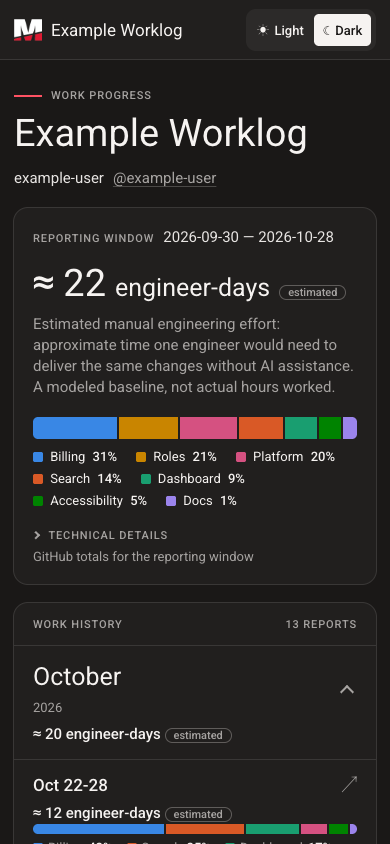 Example Worklog
Light
Dark
WORK PROGRESS
Example Worklog
example-user @example-user
REPORTING WINDOW 2026-09-30 — 2026-10-28
≈ 22 engineer-days estimated
Estimated manual engineering effort:
approximate time one engineer would need to
deliver the same changes without AI assistance.
A modeled baseline, not actual hours worked.
Billing 31% Roles 21% Platform 20%
Search 14% Dashboard 9%
Accessibility 5% Docs 1%
TECHNICAL DETAILS
GitHub totals for the reporting window
WORK HISTORY 13 REPORTS
October
2026
≈ 20 engineer-days estimated
Oct 22-28
≈ 12 engineer-days estimated